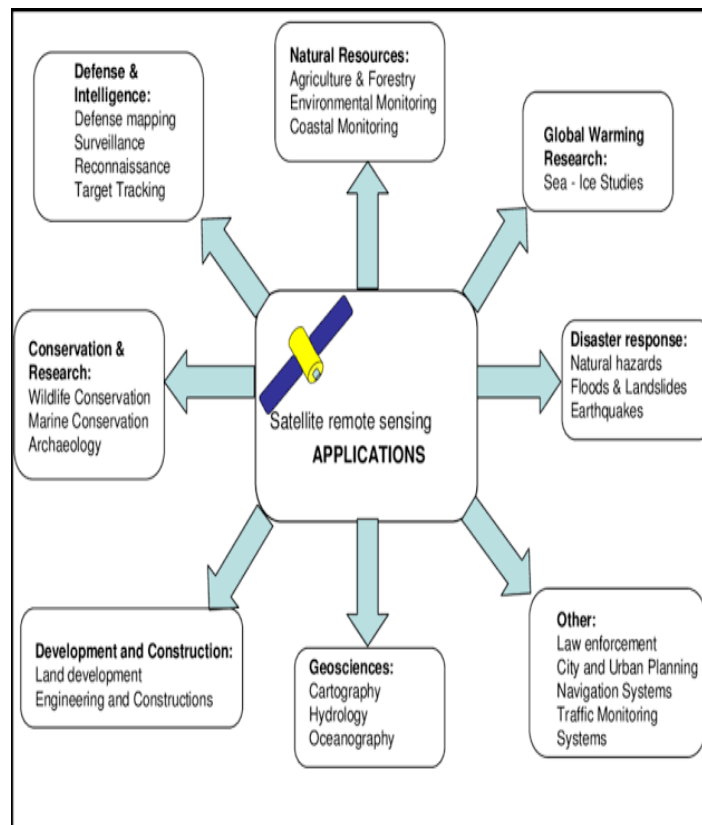 Defense &
Intelligence:
Defense mapping
Surveillance
Reconnaissance
Target Tracking
Natural Resources:
Agriculture & Forestry
Environmental Monitoring
Coastal Monitoring
Global Warming
Research:
Sea - Ice Studies
Conservation &
Research:
Wildlife Conservation
Marine Conservation
Archaeology
Satellite remote sensing
APPLICATIONS
Disaster response:
Natural hazards
Floods & Landslides
Earthquakes
Development and Construction:
Land development
Engineering and Constructions
Geosciences:
Cartography
Hydrology
Oceanography
Other:
Law enforcement
City and Urban Planning
Navigation Systems
Traffic Monitoring
Systems